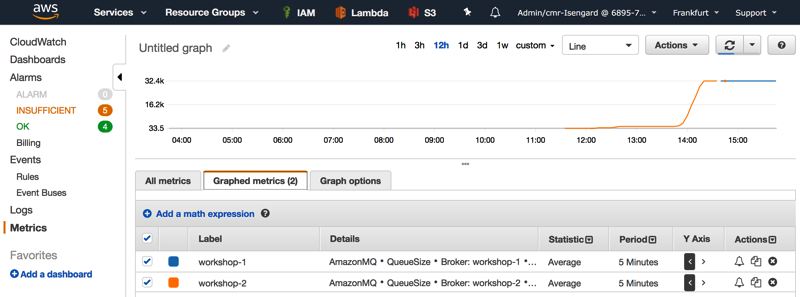 aws Services Resource Groups IAM Lambda S3 Admin/cmr-Isengard @ 6895-7... Frankfurt Support
CloudWatch
Dashboards
Alarms
ALARM 0
INSUFFICIENT 5
OK 4
Billing
Events
Rules
Event Buses
Logs
Metrics
Favorites
Add a dashboard
Untitled graph 1h 3h 12h 1d 3d 1w custom Line Actions ?
32.4k
16.2k
33.5
04:00 05:00 06:00 07:00 08:00 09:00 10:00 11:00 12:00 13:00 14:00 15:00
All metrics Graphed metrics (2) Graph options
Add a math expression ?
Label Details Statistic Period Y Axis Actions
workshop-1 AmazonMQ • QueueSize • Broker: workshop-1 •... Average 5 Minutes < >
workshop-2 AmazonMQ • QueueSize • Broker: workshop-2 •... Average 5 Minutes < >